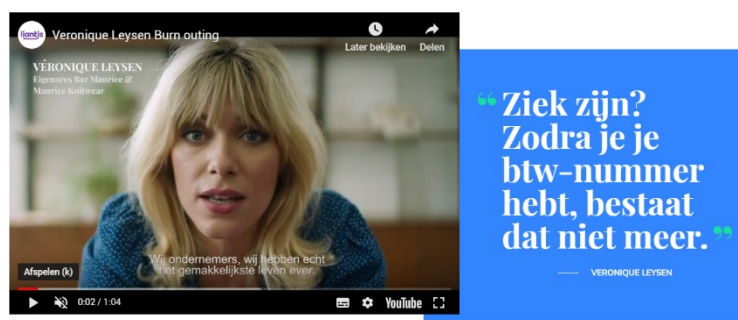 liantis
Veronique Leysen Burn outing
Later bekijken
Delen
VÉRONIQUE LEYSEN
Eigenares Bar Maurice &
Maurice Knitwear
Wij ondernemers, wij hebben echt
het gemakkelijkste leven ever.
Afspelen (k)
0:02 / 1:04
YouTube
“ Ziek zijn?
Zodra je je
btw-nummer
hebt, bestaat
dat niet meer. ”
VERONIQUE LEYSEN